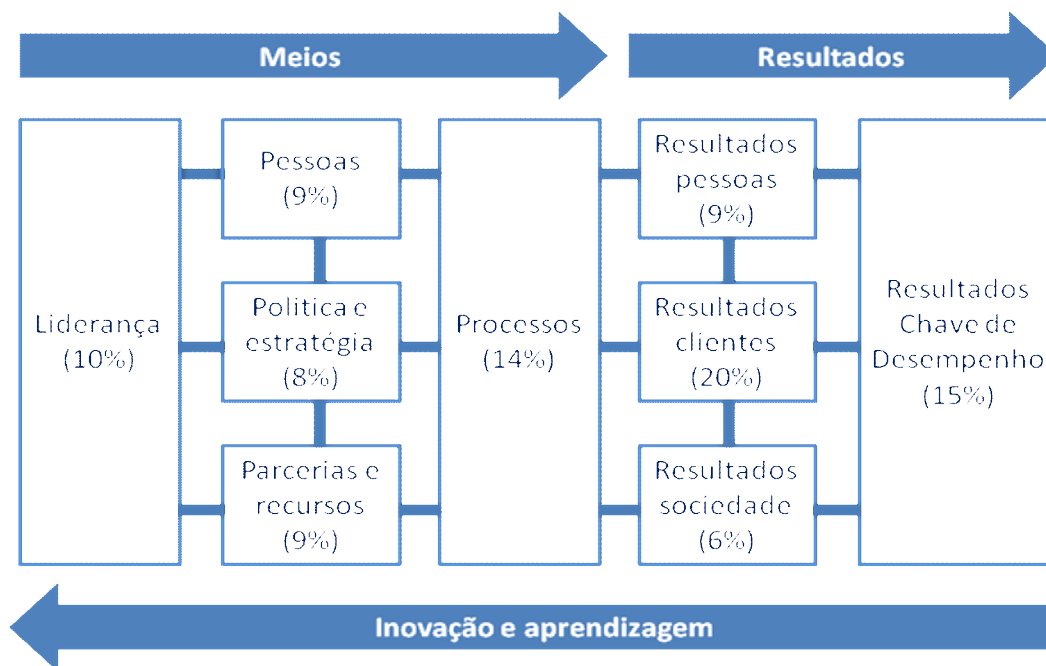 Meios
Resultados
Liderança
(10%)
Pessoas
(9%)
Politica e
estratégia
(8%)
Parcerias e
recursos
(9%)
Processos
(14%)
Resultados
pessoas
(9%)
Resultados
clientes
(20%)
Resultados
sociedade
(6%)
Resultados
Chave de
Desempenho
(15%)
Inovação e aprendizagem